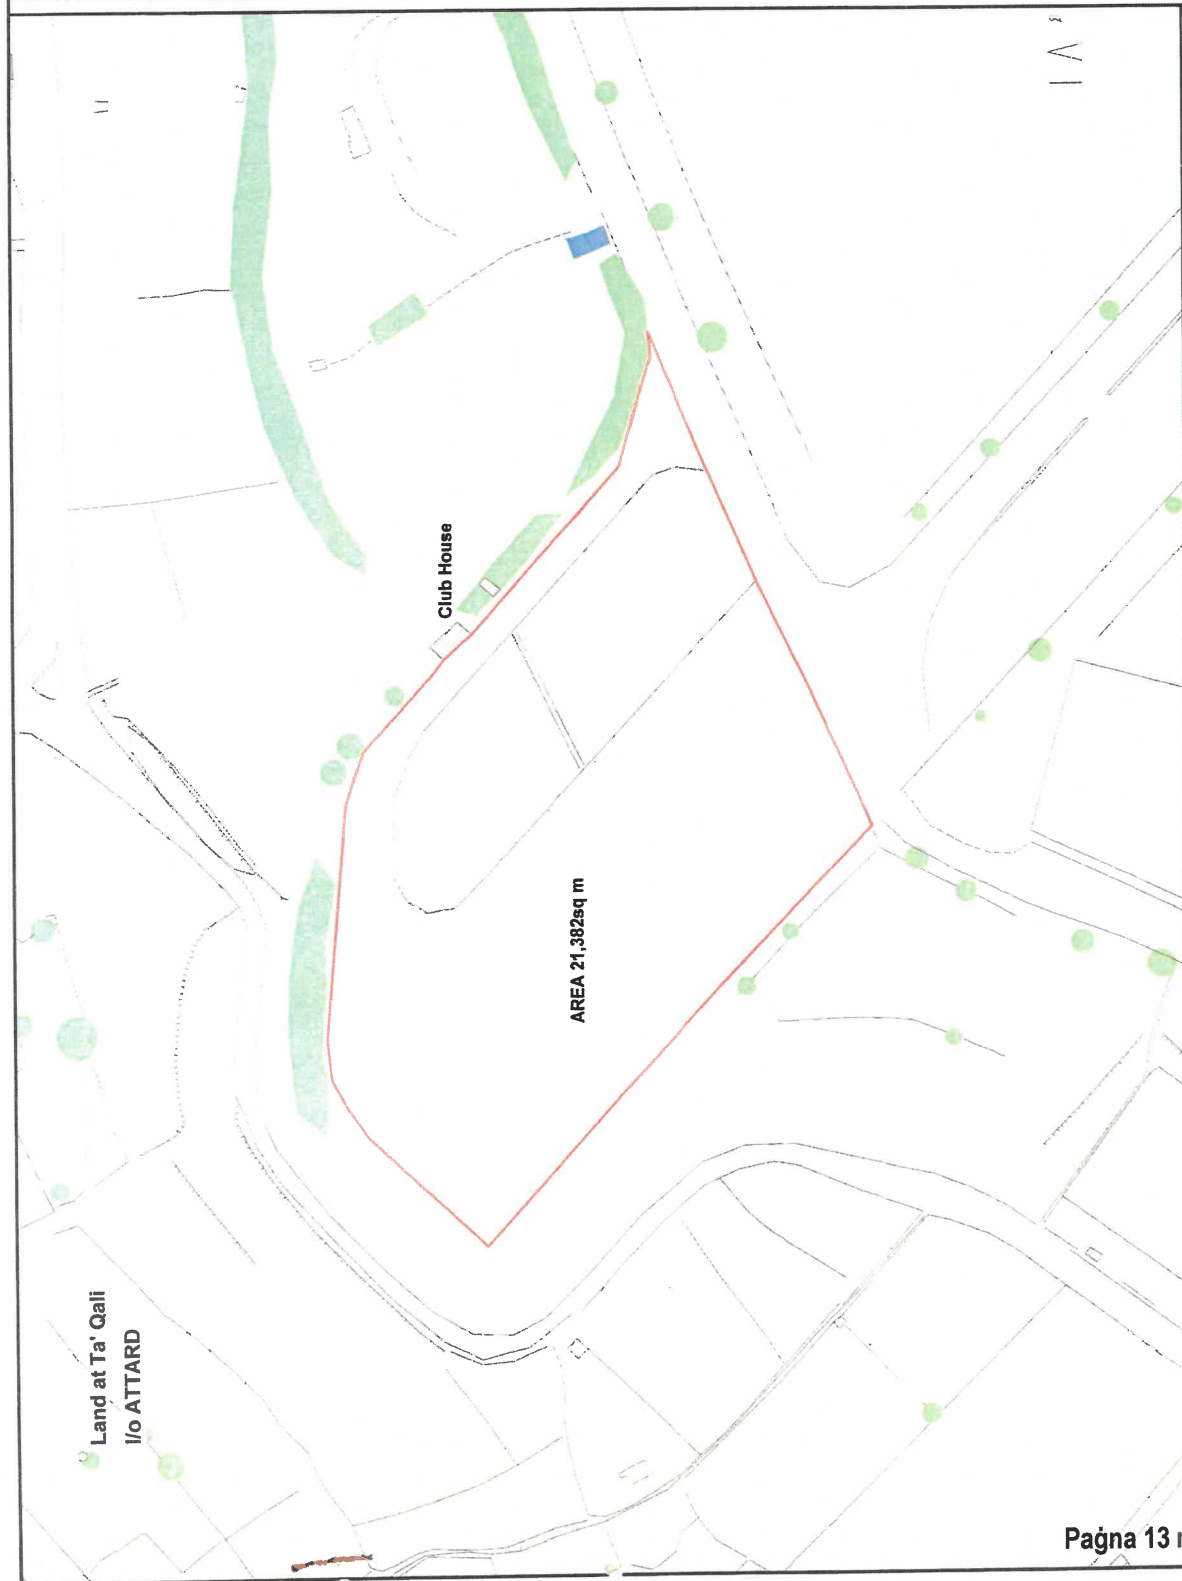 Land at Ta' Qali
l/o ATTARD
Club House
AREA 21,382sq m
Paġna 13